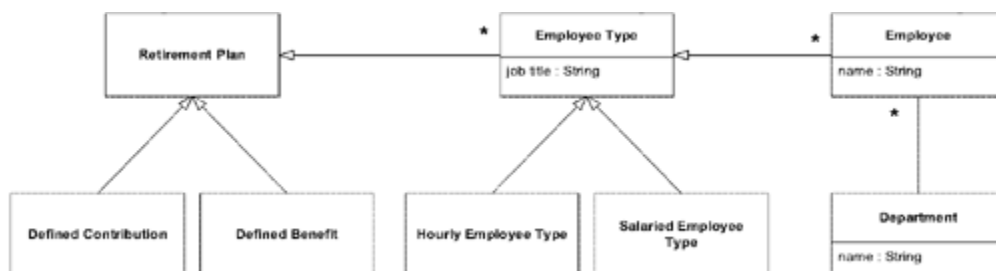 Retirement Plan
*
Employee Type
job title : String
*
Employee
name : String
*
Defined Contribution
Defined Benefit
Hourly Employee Type
Salaried Employee
Type
Department
name : String